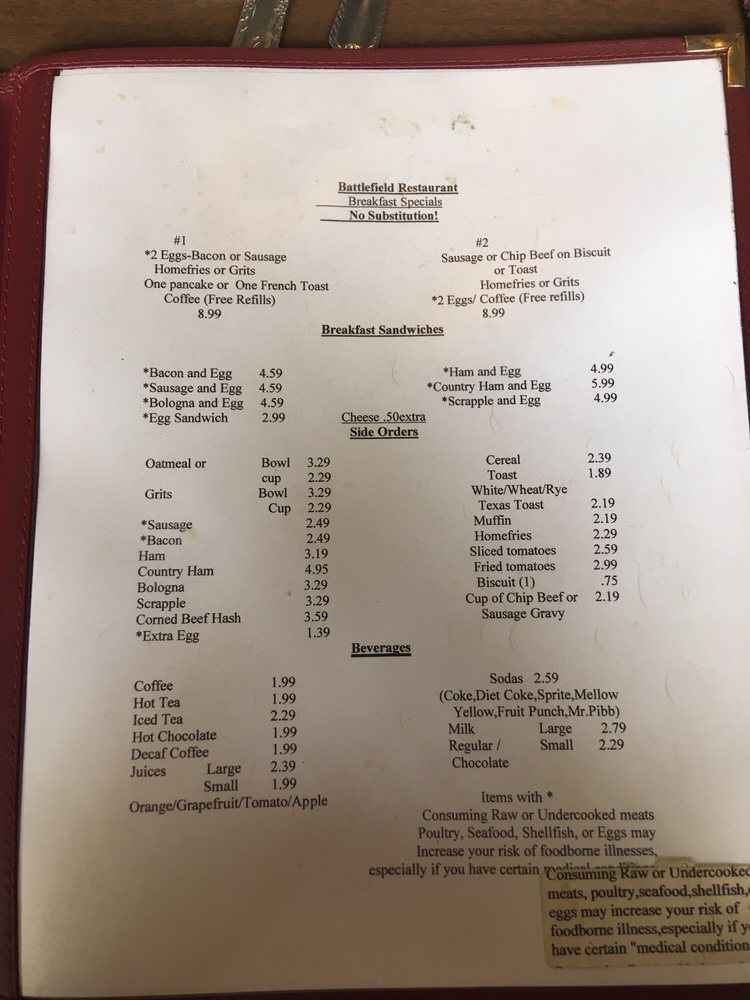 Battlefield Restaurant
Breakfast Specials
No Substitution!
#1
*2 Eggs-Bacon or Sausage
Homefries or Grits
One pancake or One French Toast
Coffee (Free Refills)
8.99
#2
Sausage or Chip Beef on Biscuit
or Toast
Homefries or Grits
*2 Eggs/ Coffee (Free refills)
8.99
Breakfast Sandwiches
*Bacon and Egg 4.59
*Sausage and Egg 4.59
*Bologna and Egg 4.59
*Egg Sandwich 2.99
*Ham and Egg 4.99
*Country Ham and Egg 5.99
*Scrapple and Egg 4.99
Cheese .50extra
Side Orders
Oatmeal or Bowl 3.29
cup 2.29
Grits Bowl 3.29
Cup 2.29
*Sausage 2.49
*Bacon 2.49
Ham 3.19
Country Ham 4.95
Bologna 3.29
Scrapple 3.29
Corned Beef Hash 3.59
*Extra Egg 1.39
Cereal 2.39
Toast 1.89
White/Wheat/Rye
Texas Toast 2.19
Muffin 2.19
Homefries 2.29
Sliced tomatoes 2.59
Fried tomatoes 2.99
Biscuit (1) .75
Cup of Chip Beef or 2.19
Sausage Gravy
Beverages
Coffee 1.99
Hot Tea 1.99
Iced Tea 2.29
Hot Chocolate 1.99
Decaf Coffee 1.99
Juices Large 2.39
Small 1.99
Orange/Grapefruit/Tomato/Apple
Sodas 2.59
(Coke,Diet Coke,Sprite,Mellow
Yellow,Fruit Punch,Mr.Pibb)
Milk Large 2.79
Regular / Small 2.29
Chocolate
Items with *
Consuming Raw or Undercooked meats
Poultry, Seafood, Shellfish, or Eggs may
Increase your risk of foodborne illnesses,
especially if you have certain medical
Consuming Raw or Undercooked
meats, poultry,seafood,shellfish,
eggs may increase your risk of
foodborne illness,especially if
have certain "medical condition